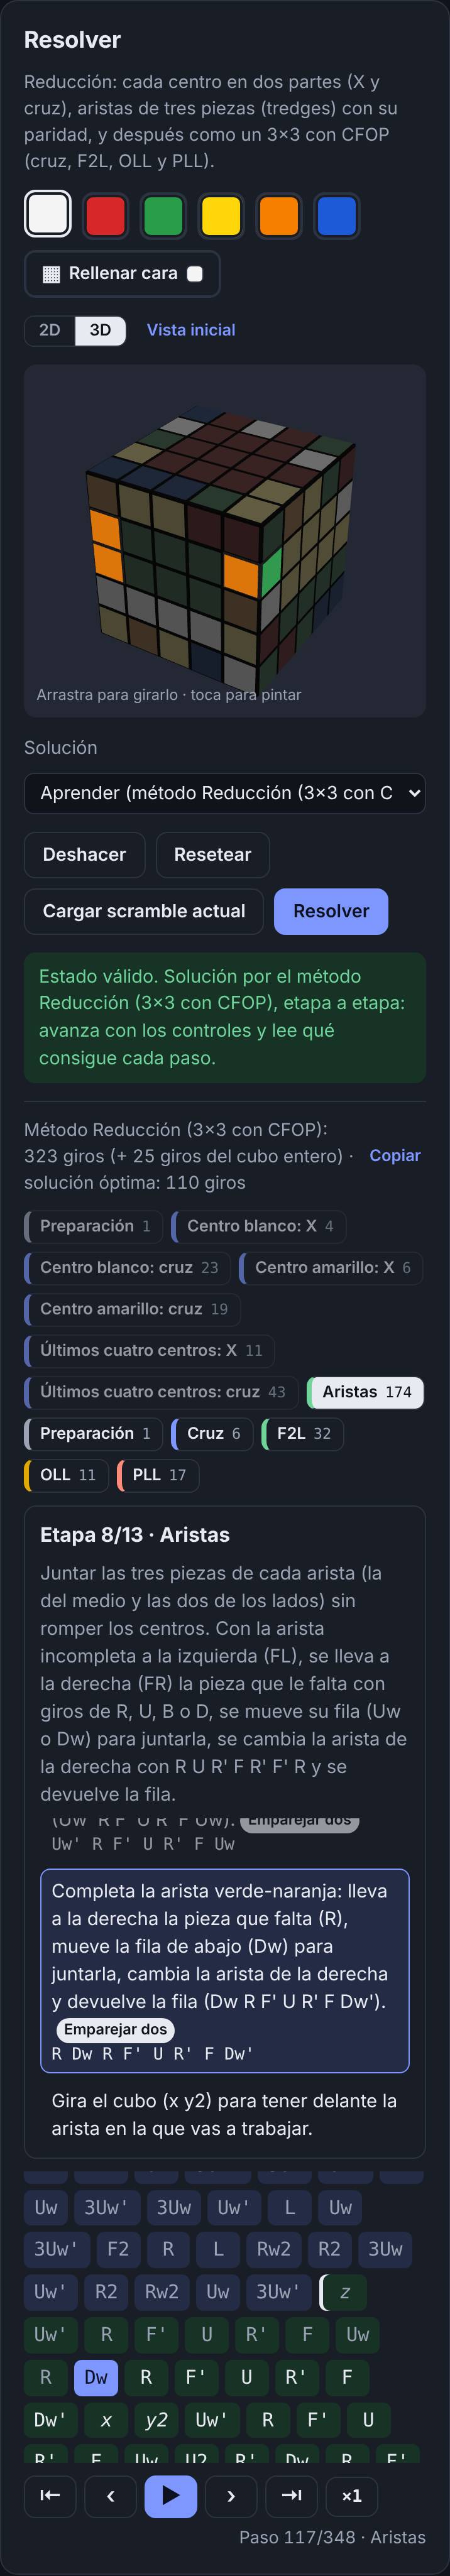 Resolver
Reducción: cada centro en dos partes (X y
cruz), aristas de tres piezas (tredges) con su
paridad, y después como un 3×3 con CFOP
(cruz, F2L, OLL y PLL).
Rellenar cara
2D 3D Vista inicial
Arrastra para girarlo · toca para pintar
Solución
Aprender (método Reducción (3×3 con C
Deshacer Resetear
Cargar scramble actual Resolver
Estado válido. Solución por el método
Reducción (3×3 con CFOP), etapa a etapa:
avanza con los controles y lee qué
consigue cada paso.
Método Reducción (3×3 con CFOP):
323 giros (+ 25 giros del cubo entero) · Copiar
solución óptima: 110 giros
Preparación 1 Centro blanco: X 4
Centro blanco: cruz 23 Centro amarillo: X 6
Centro amarillo: cruz 19
Últimos cuatro centros: X 11
Últimos cuatro centros: cruz 43 Aristas 174
Preparación 1 Cruz 6 F2L 32
OLL 11 PLL 17
Etapa 8/13 · Aristas
Juntar las tres piezas de cada arista (la
del medio y las dos de los lados) sin
romper los centros. Con la arista
incompleta a la izquierda (FL), se lleva a
la derecha (FR) la pieza que le falta con
giros de R, U, B o D, se mueve su fila (Uw
o Dw) para juntarla, se cambia la arista de
la derecha con R U R' F R' F' R y se
devuelve la fila.
(Uw' R F' U R' F Uw). Emparejar dos
Uw' R F' U R' F Uw
Completa la arista verde-naranja: lleva
a la derecha la pieza que falta (R),
mueve la fila de abajo (Dw) para
juntarla, cambia la arista de la derecha
y devuelve la fila (Dw R F' U R' F Dw').
Emparejar dos
R Dw R F' U R' F Dw'
Gira el cubo (x y2) para tener delante la
arista en la que vas a trabajar.
Uw 3Uw' 3Uw Uw' L Uw
3Uw' F2 R L Rw2 R2 3Uw
Uw' R2 Rw2 Uw 3Uw' z
Uw' R F' U R' F Uw
R Dw R F' U R' F
Dw' x y2 Uw' R F' U
R' F Uw U2 R' Dw R F'
×1
Paso 117/348 · Aristas